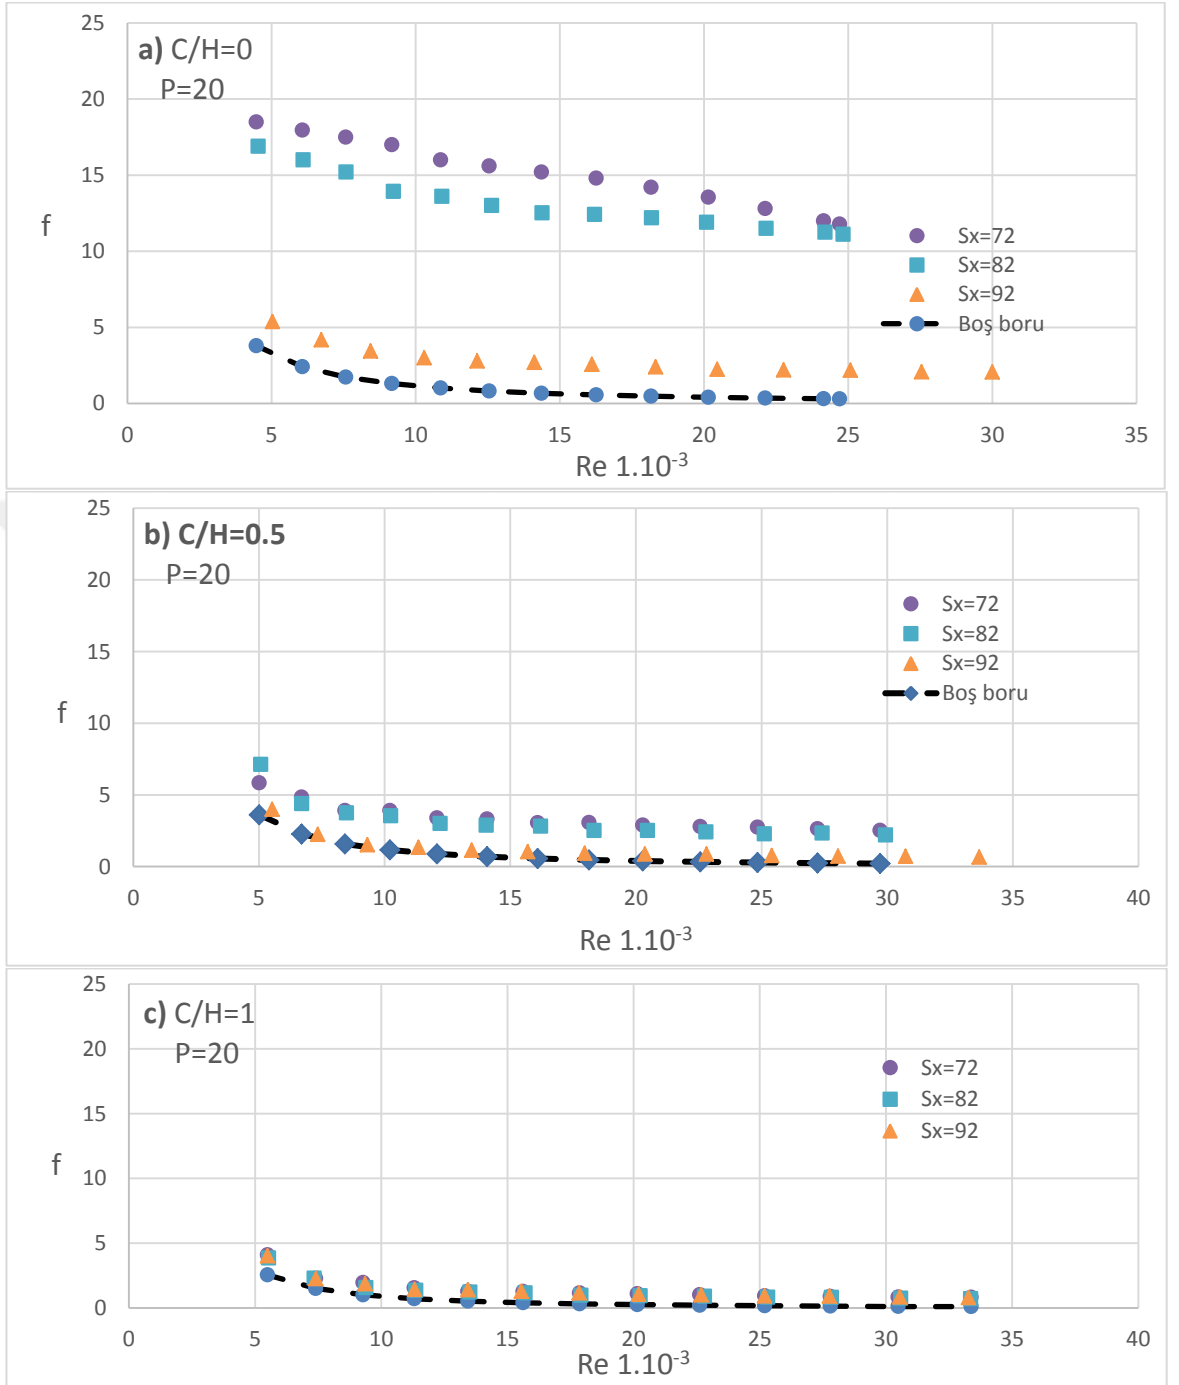 25
a) C/H=0
P=20
20
15
f
10
5
0
Sx=72
Sx=82
Sx=92
Boş boru
0 5 10 15 20 25 30 35
Re 1.10⁻³
25
b) C/H=0.5
P=20
20
15
f
10
5
0
Sx=72
Sx=82
Sx=92
Boş boru
0 5 10 15 20 25 30 35 40
Re 1.10⁻³
25
c) C/H=1
P=20
20
15
f
10
5
0
Sx=72
Sx=82
Sx=92
0 5 10 15 20 25 30 35 40
Re 1.10⁻³